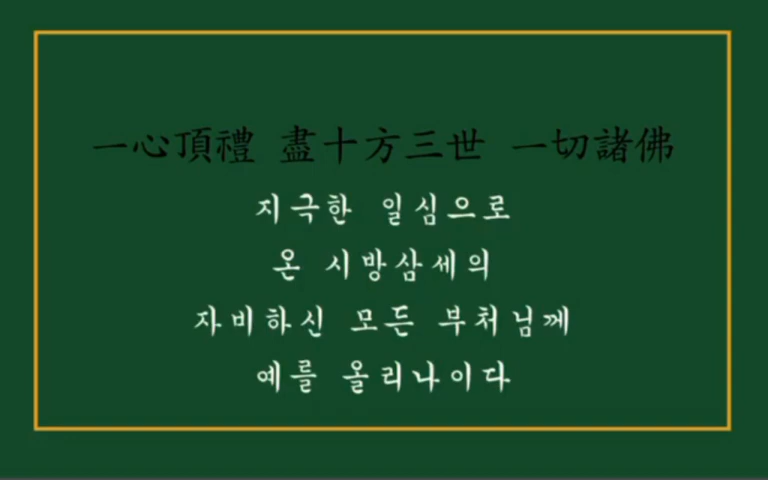 一心頂禮 盡十方三世 一切諸佛
지극한 일심으로
온 시방삼세의
자비하신 모든 부처님께
예를 올리나이다